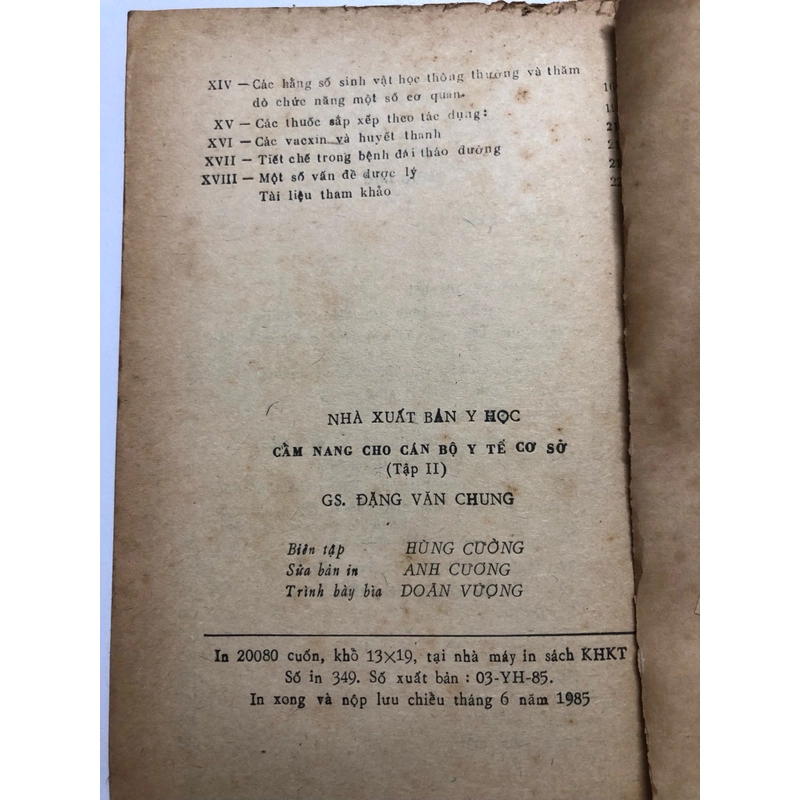 XIV — Các hằng số sinh vật học thông thường và thăm
dò chức năng một số cơ quan.
XV — Các thuốc sắp xếp theo tác dụng:
XVI — Các vacxin và huyết thanh
XVII — Tiết chế trong bệnh đái tháo đường
XVIII — Một số vấn đề dược lý
Tài liệu tham khảo
NHÀ XUẤT BẢN Y HỌC
CẨM NANG CHO CÁN BỘ Y TẾ CƠ SỞ
(Tập II)
GS. ĐẶNG VĂN CHUNG
Biên tập HÙNG CƯỜNG
Sửa bản in ANH CƯƠNG
Trình bày bìa DOÃN VƯỢNG
In 20080 cuốn, khổ 13×19, tại nhà máy in sách KHKT
Số in 349. Số xuất bản : 03-YH-85.
In xong và nộp lưu chiều tháng 6 năm 1985